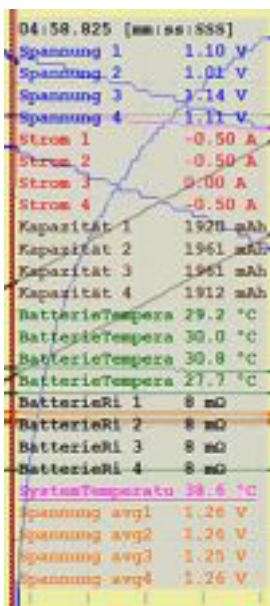 04:58.825 [mm:ss:SSS]
Spannung 1 1.10 V
Spannung 2 1.01 V
Spannung 3 1.14 V
Spannung 4 1.11 V
Strom 1 -0.50 A
Strom 2 -0.50 A
Strom 3 0.00 A
Strom 4 -0.50 A
Kapazität 1 1920 mAh
Kapazität 2 1961 mAh
Kapazität 3 1951 mAh
Kapazität 4 1912 mAh
BatterieTempera 29.2 °C
BatterieTempera 30.0 °C
BatterieTempera 30.8 °C
BatterieTempera 27.7 °C
BatterieRi 1 8 mΩ
BatterieRi 2 8 mΩ
BatterieRi 3 8 mΩ
BatterieRi 4 8 mΩ
SystemTemperatu 38.6 °C
Spannung avg1 1.26 V
Spannung avg2 1.26 V
Spannung avg3 1.25 V
Spannung avg4 1.26 V